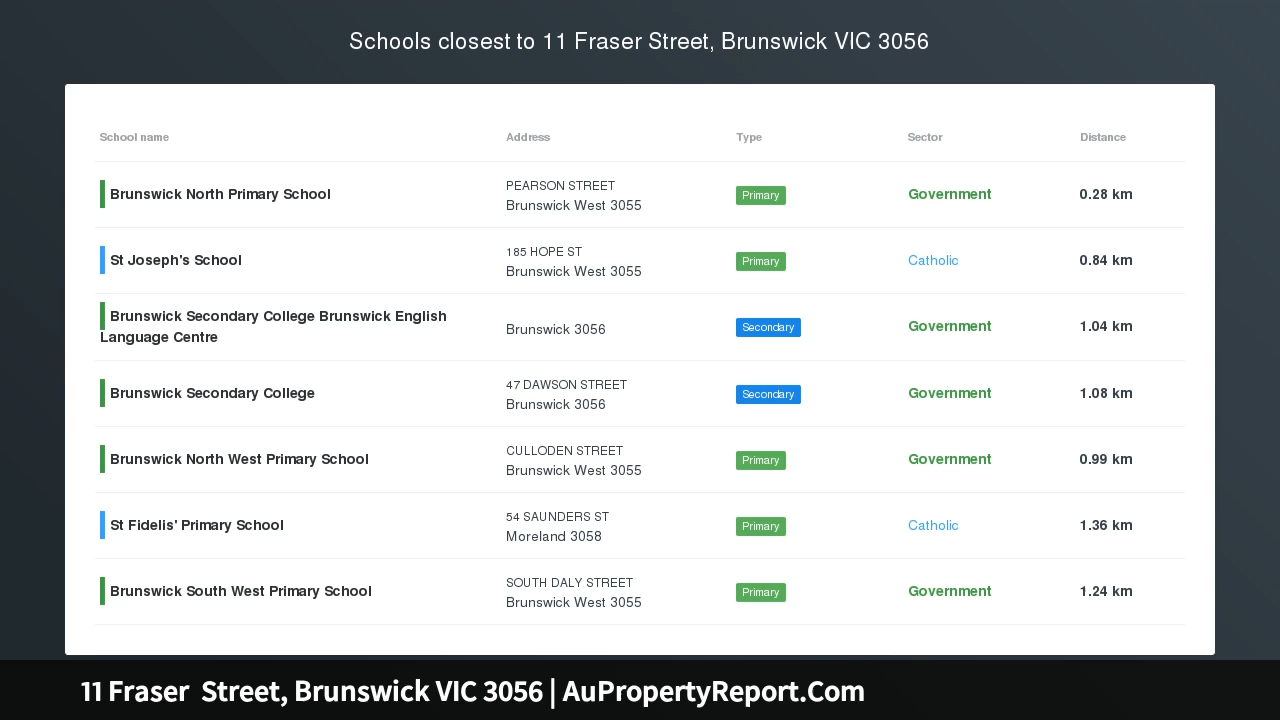 Schools closest to 11 Fraser Street, Brunswick VIC 3056
School name Address Type Sector Distance
Brunswick North Primary School PEARSON STREET Brunswick West 3055 Primary Government 0.28 km
St Joseph's School 185 HOPE ST Brunswick West 3055 Primary Catholic 0.84 km
Brunswick Secondary College Brunswick English Language Centre Brunswick 3056 Secondary Government 1.04 km
Brunswick Secondary College 47 DAWSON STREET Brunswick 3056 Secondary Government 1.08 km
Brunswick North West Primary School CULLODEN STREET Brunswick West 3055 Primary Government 0.99 km
St Fidelis' Primary School 54 SAUNDERS ST Moreland 3058 Primary Catholic 1.36 km
Brunswick South West Primary School SOUTH DALY STREET Brunswick West 3055 Primary Government 1.24 km
11 Fraser  Street, Brunswick VIC 3056 | AuPropertyReport.Com